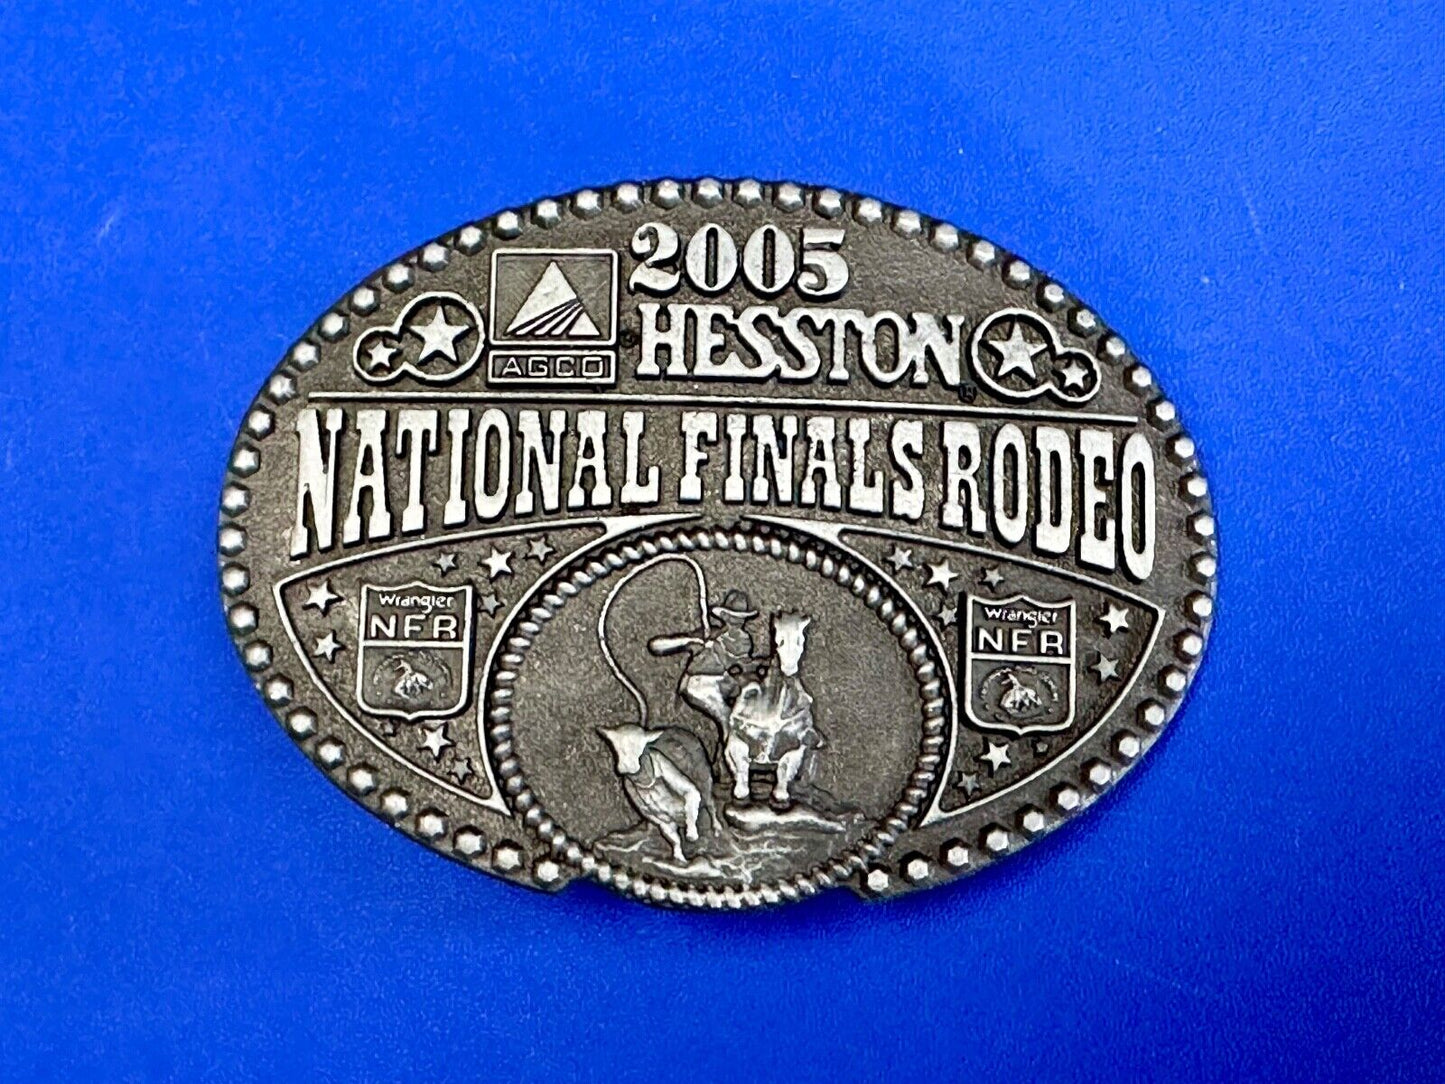 2005
AGCO
HESSTON
NATIONAL FINALS RODEO
Wrangler
NFR
Wrangler
NFR